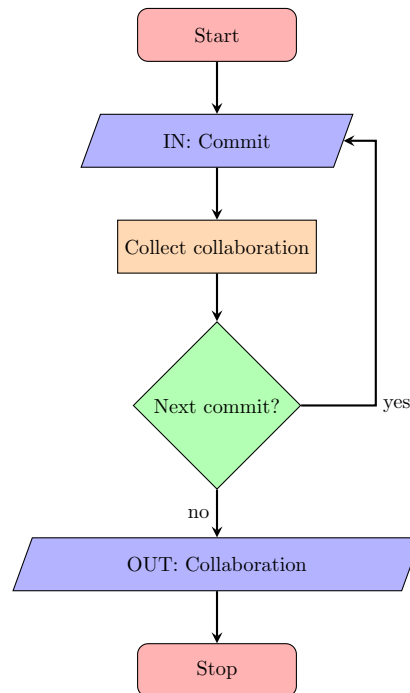 Start
IN: Commit
Collect collaboration
Next commit?
yes
no
OUT: Collaboration
Stop